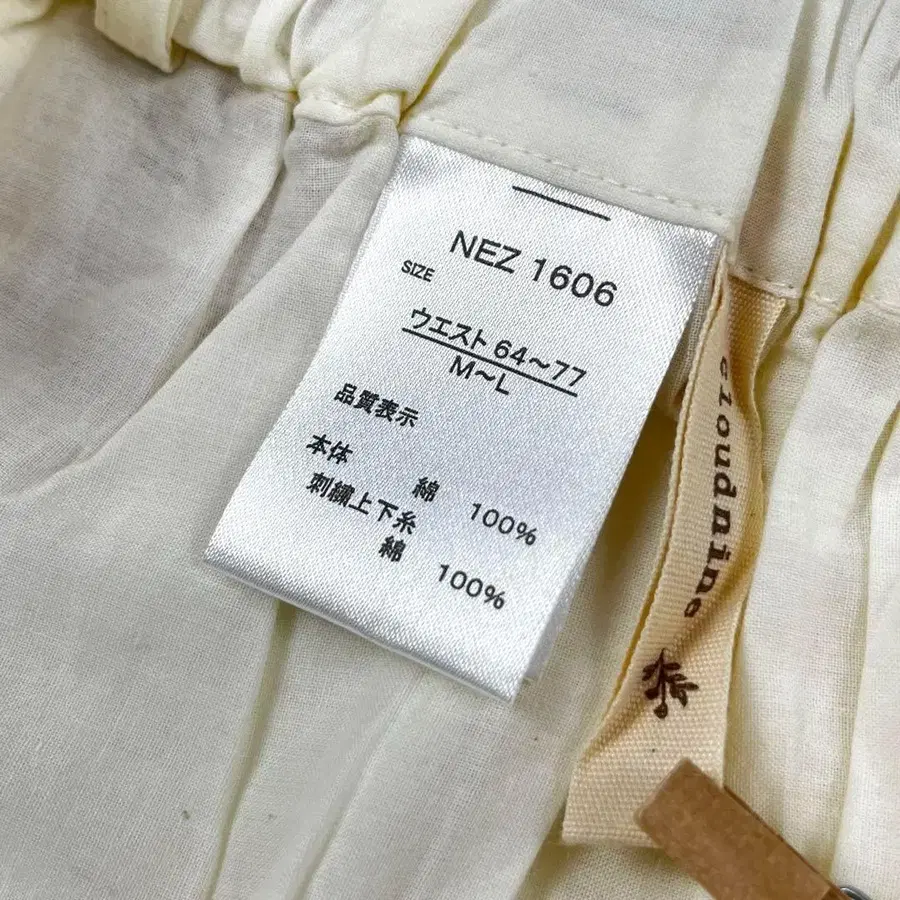 NEZ 1606
SIZE
ウエスト 64～77
M～L
品質表示
本体
綿 100%
刺繍上下糸
綿 100%
cloudnine